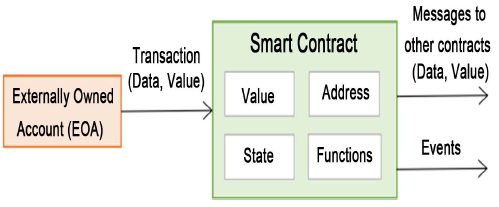 Externally Owned
Account (EOA)
Transaction
(Data, Value)
Smart Contract
Value
Address
State
Functions
Messages to
other contracts
(Data, Value)
Events